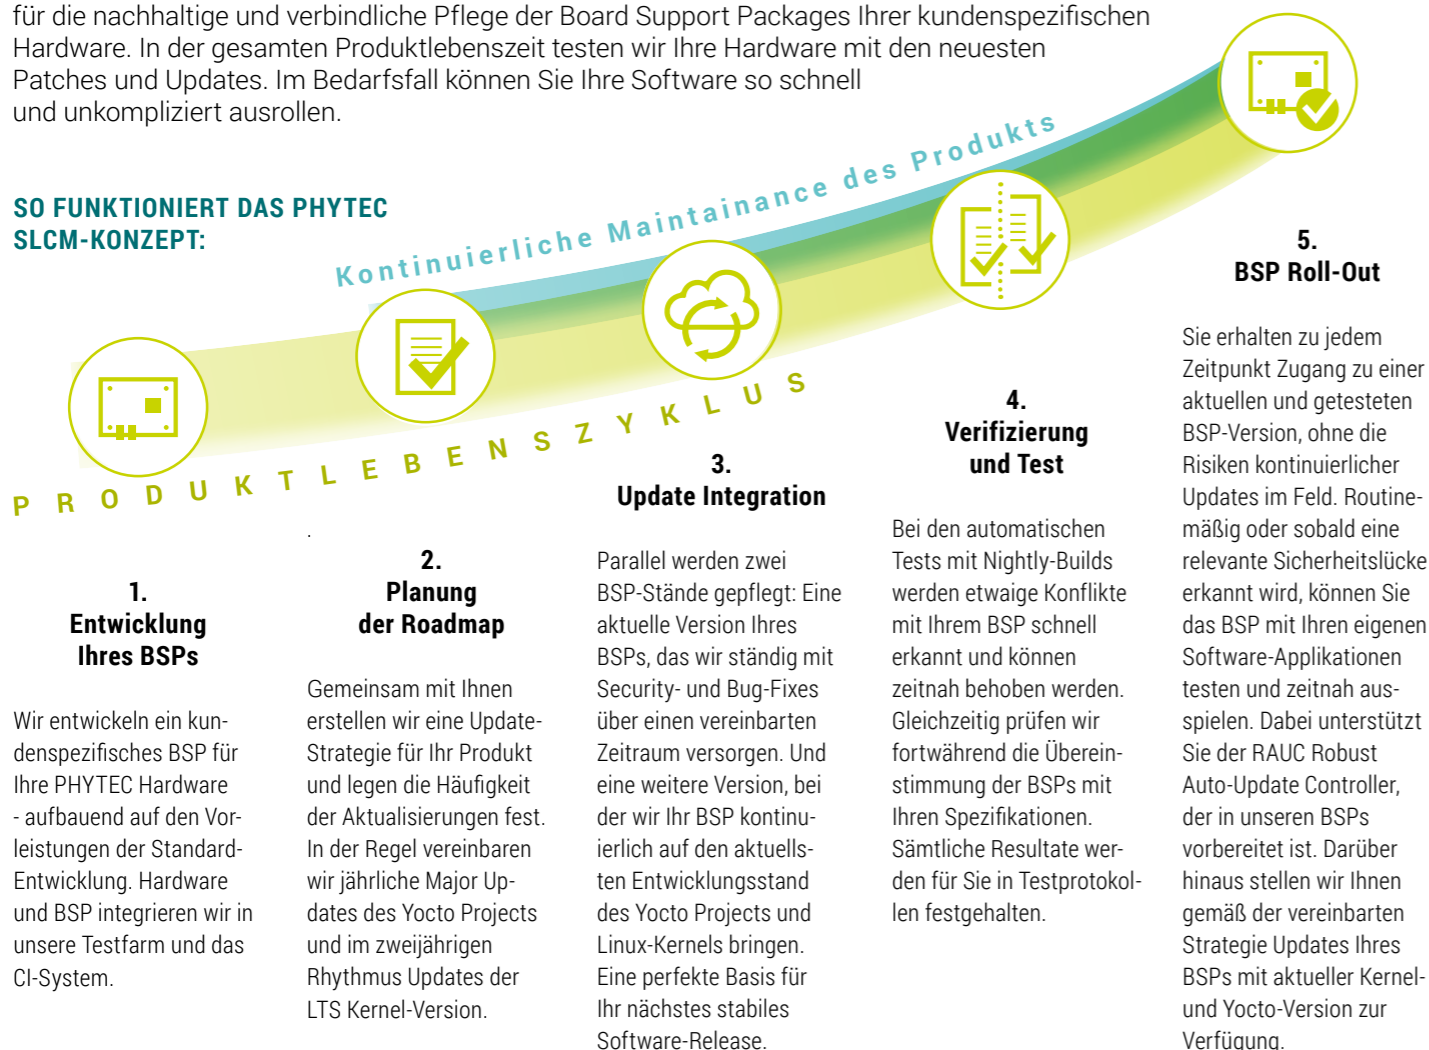 für die nachhaltige und verbindliche Pflege der Board Support Packages Ihrer kundenspezifischen
Hardware. In der gesamten Produktlebenszeit testen wir Ihre Hardware mit den neuesten
Patches und Updates. Im Bedarfsfall können Sie Ihre Software so schnell
und unkompliziert ausrollen.
SO FUNKTIONIERT DAS PHYTEC
SLCM-KONZEPT:
Kontinuierliche Maintainance des Produkts
PRODUKTLEBENSZYKLUS
.
1.
Entwicklung
Ihres BSPs
Wir entwickeln ein kun-
denspezifisches BSP für
Ihre PHYTEC Hardware
- aufbauend auf den Vor-
leistungen der Standard-
Entwicklung. Hardware
und BSP integrieren wir in
unsere Testfarm und das
CI-System.
2.
Planung
der Roadmap
Gemeinsam mit Ihnen
erstellen wir eine Update-
Strategie für Ihr Produkt
und legen die Häufigkeit
der Aktualisierungen fest.
In der Regel vereinbaren
wir jährliche Major Up-
dates des Yocto Projects
und im zweijährigen
Rhythmus Updates der
LTS Kernel-Version.
3.
Update Integration
Parallel werden zwei
BSP-Stände gepflegt: Eine
aktuelle Version Ihres
BSPs, das wir ständig mit
Security- und Bug-Fixes
über einen vereinbarten
Zeitraum versorgen. Und
eine weitere Version, bei
der wir Ihr BSP kontinu-
ierlich auf den aktuells-
ten Entwicklungsstand
des Yocto Projects und
Linux-Kernels bringen.
Eine perfekte Basis für
Ihr nächstes stabiles
Software-Release.
4.
Verifizierung
und Test
Bei den automatischen
Tests mit Nightly-Builds
werden etwaige Konflikte
mit Ihrem BSP schnell
erkannt und können
zeitnah behoben werden.
Gleichzeitig prüfen wir
fortwährend die Überein-
stimmung der BSPs mit
Ihren Spezifikationen.
Sämtliche Resultate wer-
den für Sie in Testprotokol-
len festgehalten.
5.
BSP Roll-Out
Sie erhalten zu jedem
Zeitpunkt Zugang zu einer
aktuellen und getesteten
BSP-Version, ohne die
Risiken kontinuierlicher
Updates im Feld. Routine-
mäßig oder sobald eine
relevante Sicherheitslücke
erkannt wird, können Sie
das BSP mit Ihren eigenen
Software-Applikationen
testen und zeitnah aus-
spielen. Dabei unterstützt
Sie der RAUC Robust
Auto-Update Controller,
der in unseren BSPs
vorbereitet ist. Darüber
hinaus stellen wir Ihnen
gemäß der vereinbarten
Strategie Updates Ihres
BSPs mit aktueller Kernel-
und Yocto-Version zur
Verfügung.